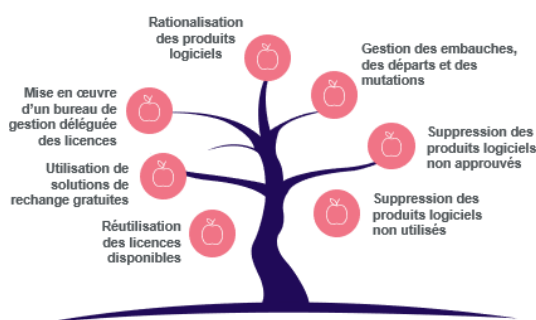 Rationalisation
des produits
logiciels
Gestion des embauches,
des départs et des
mutations
Mise en œuvre
d'un bureau de
gestion déléguée
des licences
Suppression des
produits logiciels
non approuvés
Utilisation de
solutions de
rechange gratuites
Suppression des
produits logiciels
non utilisés
Réutilisation
des licences
disponibles